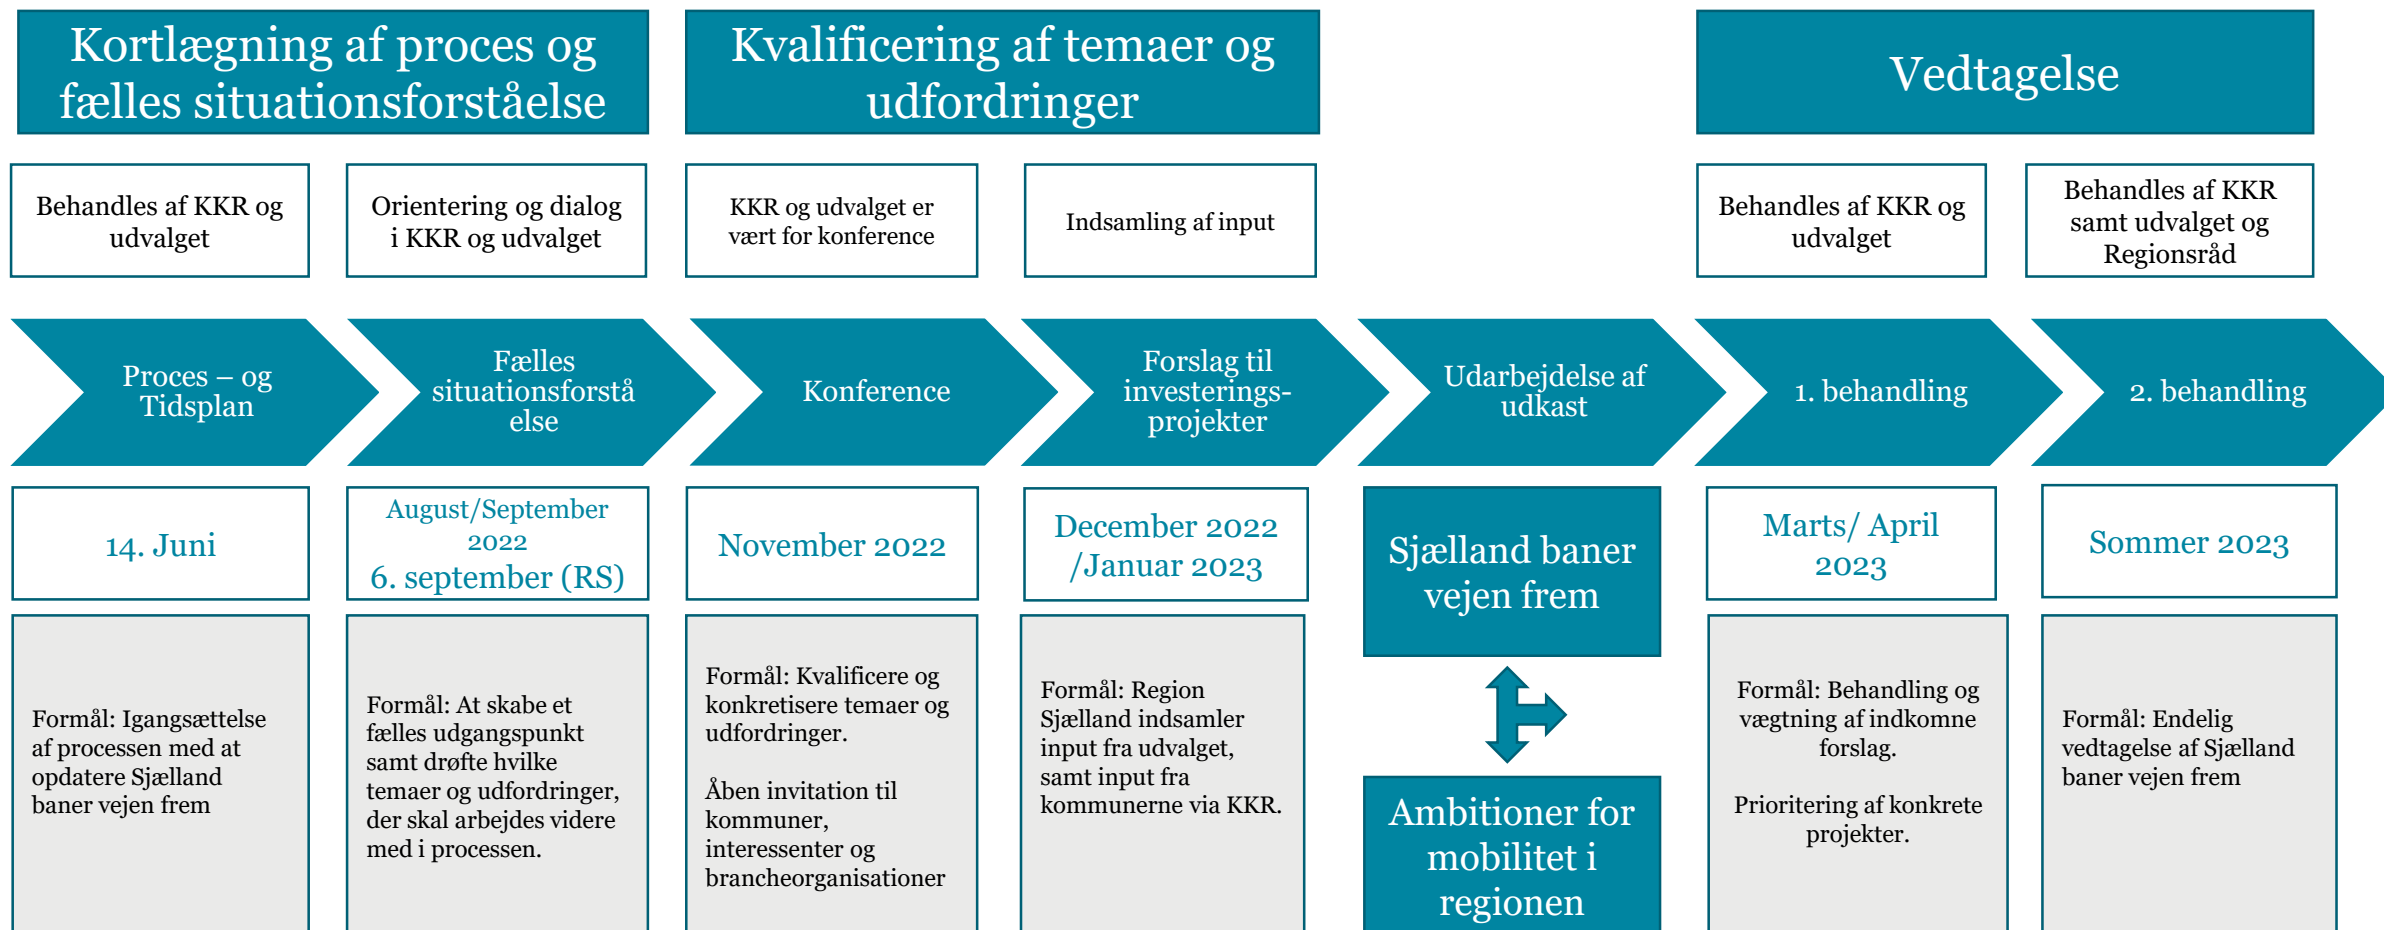 Kortlægning af proces og
fælles situationsforståelse
Kvalificering af temaer og
udfordringer
Vedtagelse
Behandles af KKR og
udvalget
Orientering og dialog
i KKR og udvalget
KKR og udvalget er
vært for konference
Indsamling af input
Behandles af KKR og
udvalget
Behandles af KKR
samt udvalget og
Regionsråd
Proces – og
Tidsplan
Fælles
situationsforstå
else
Konference
Forslag til
investerings-
projekter
Udarbejdelse af
udkast
1. behandling
2. behandling
14. Juni
August/September
2022
6. september (RS)
November 2022
December 2022
/Januar 2023
Sjælland baner
vejen frem
Marts/ April
2023
Sommer 2023
Formål: Igangsættelse
af processen med at
opdatere Sjælland
baner vejen frem
Formål: At skabe et
fælles udgangspunkt
samt drøfte hvilke
temaer og udfordringer,
der skal arbejdes videre
med i processen.
Formål: Kvalificere og
konkretisere temaer og
udfordringer.
Åben invitation til
kommuner,
interessenter og
brancheorganisationer
Formål: Region
Sjælland indsamler
input fra udvalget,
samt input fra
kommunerne via KKR.
Ambitioner for
mobilitet i
regionen
Formål: Behandling og
vægtning af indkomne
forslag.
Prioritering af konkrete
projekter.
Formål: Endelig
vedtagelse af Sjælland
baner vejen frem